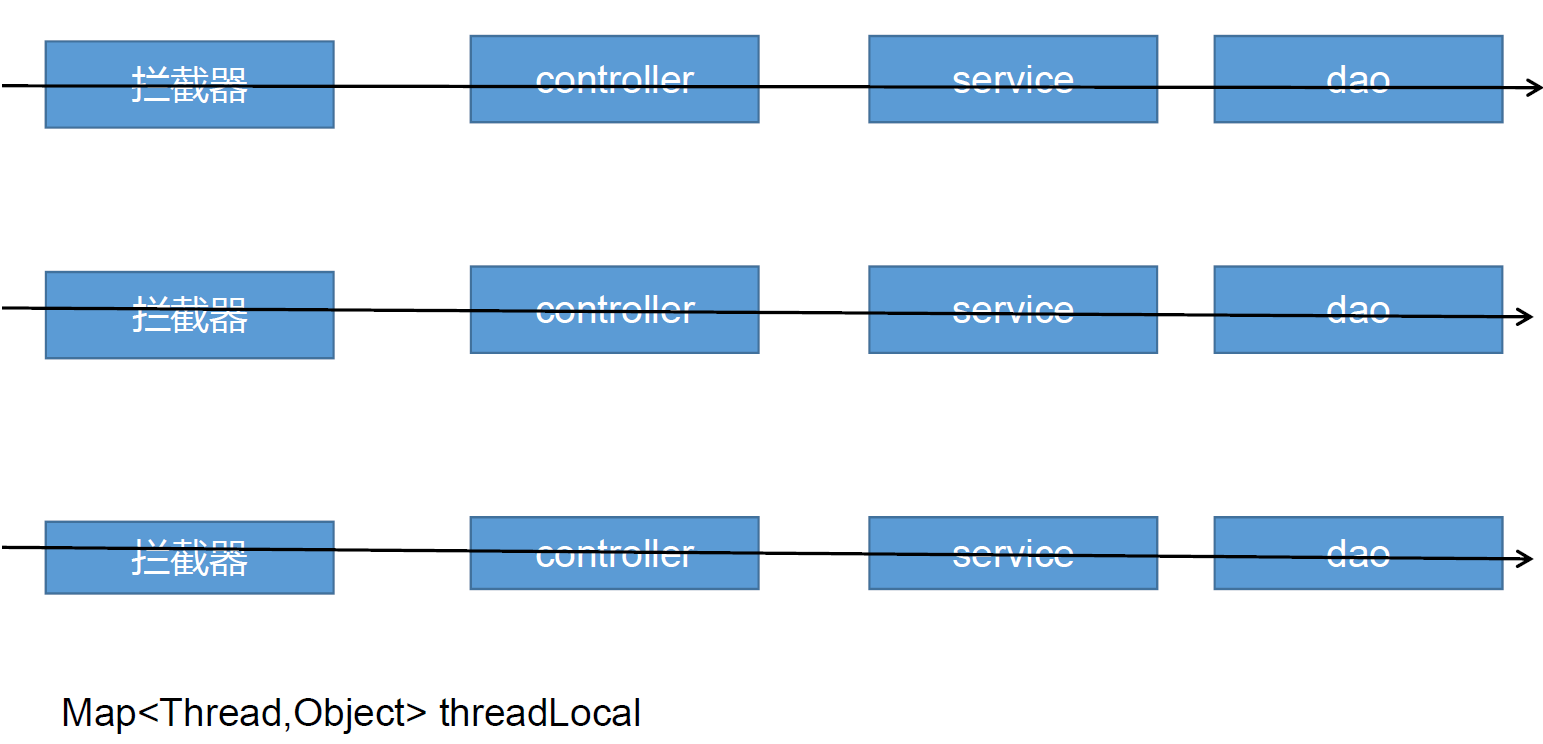 拦截器 controller service dao
拦截器 controller service dao
拦截器 controller service dao
Map<Thread,Object> threadLocal